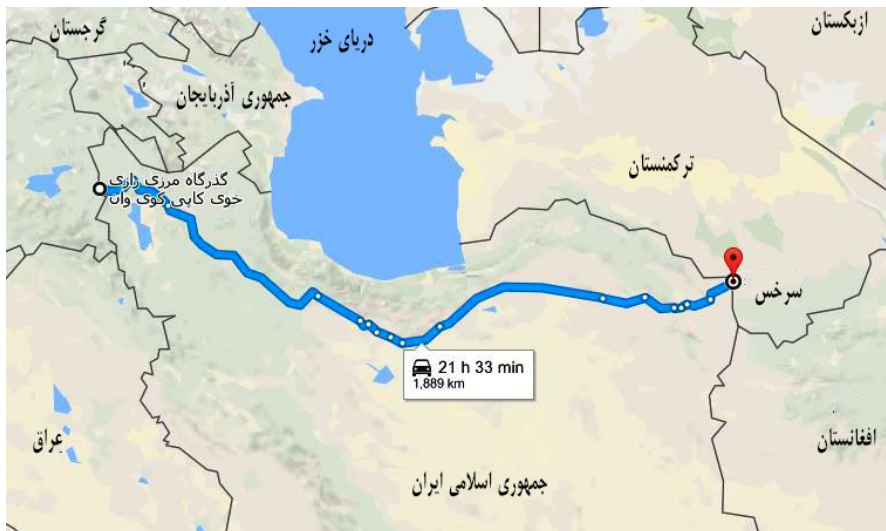 گرجستان
دریای خزر
ازبکستان
جمهوری آذربایجان
ترکمنستان
گذرگاه مرزی رازی
خوی کاپی کوی وان
سرخس
21 h 33 min
1,889 km
عراق
افغانستان
جمهوری اسلامی ایران